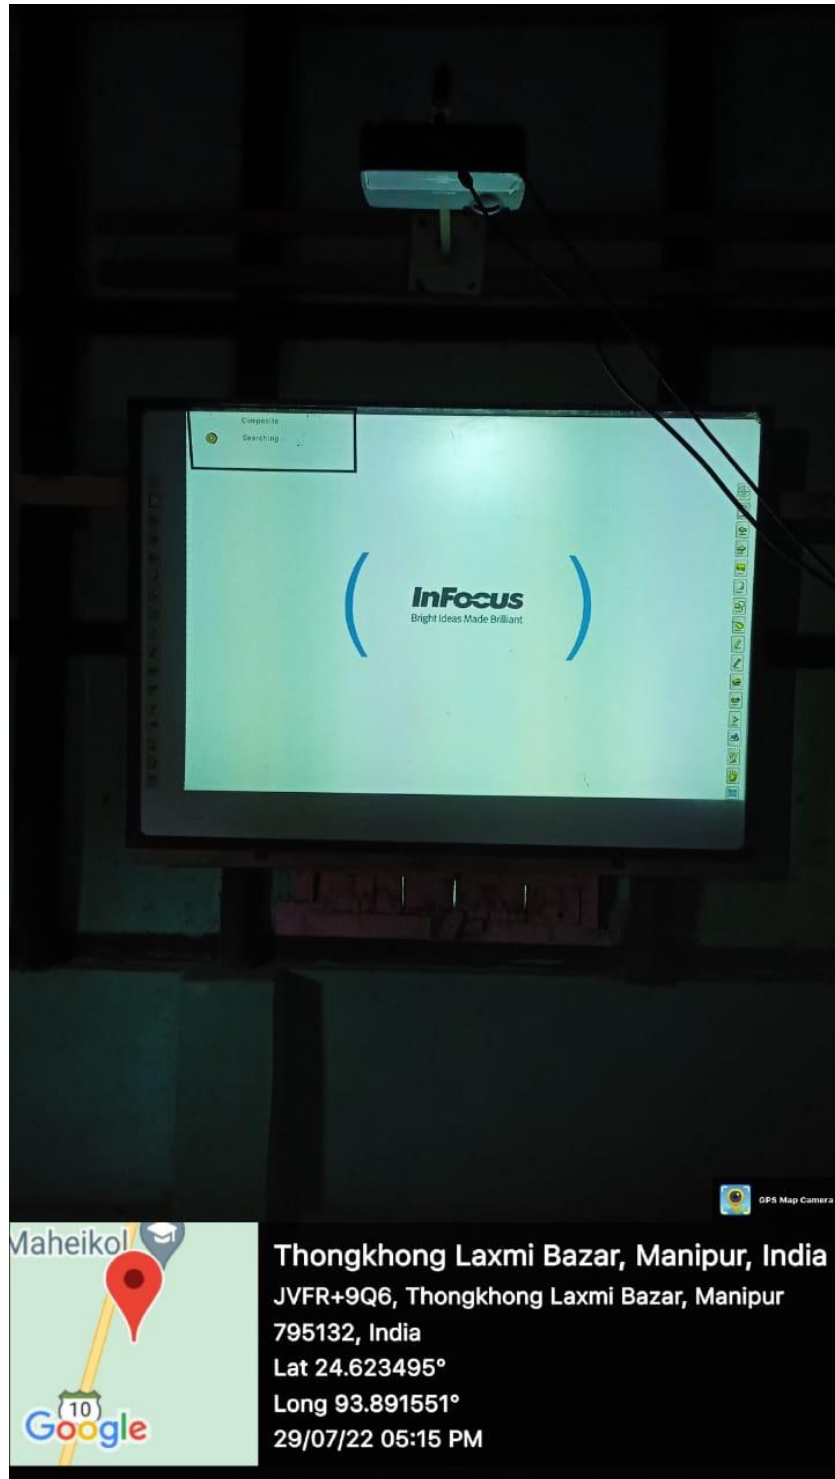 Composite
Searching
InFocus
Bright Ideas Made Brilliant
GPS Map Camera
Maheikol
10
Google
Thongkhong Laxmi Bazar, Manipur, India
JVFR+9Q6, Thongkhong Laxmi Bazar, Manipur
795132, India
Lat 24.623495°
Long 93.891551°
29/07/22 05:15 PM